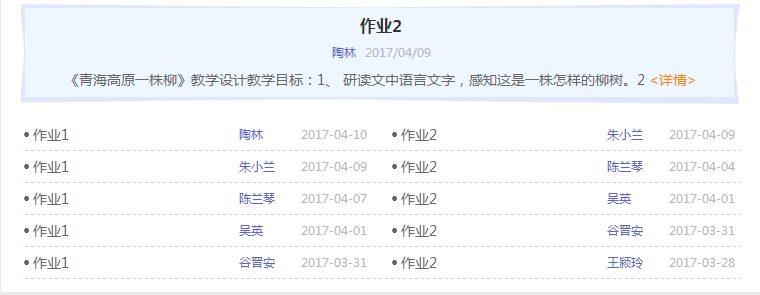 作业2
陶林 2017/04/09
《青海高原一株柳》教学设计教学目标：1、 研读文中语言文字，感知这是一株怎样的柳树。2 <详情>
• 作业1 陶林 2017-04-10 • 作业2 朱小兰 2017-04-09
• 作业1 朱小兰 2017-04-09 • 作业2 陈兰琴 2017-04-04
• 作业1 陈兰琴 2017-04-07 • 作业2 吴英 2017-04-01
• 作业1 吴英 2017-04-01 • 作业2 谷晋安 2017-03-31
• 作业1 谷晋安 2017-03-31 • 作业2 王颍玲 2017-03-28